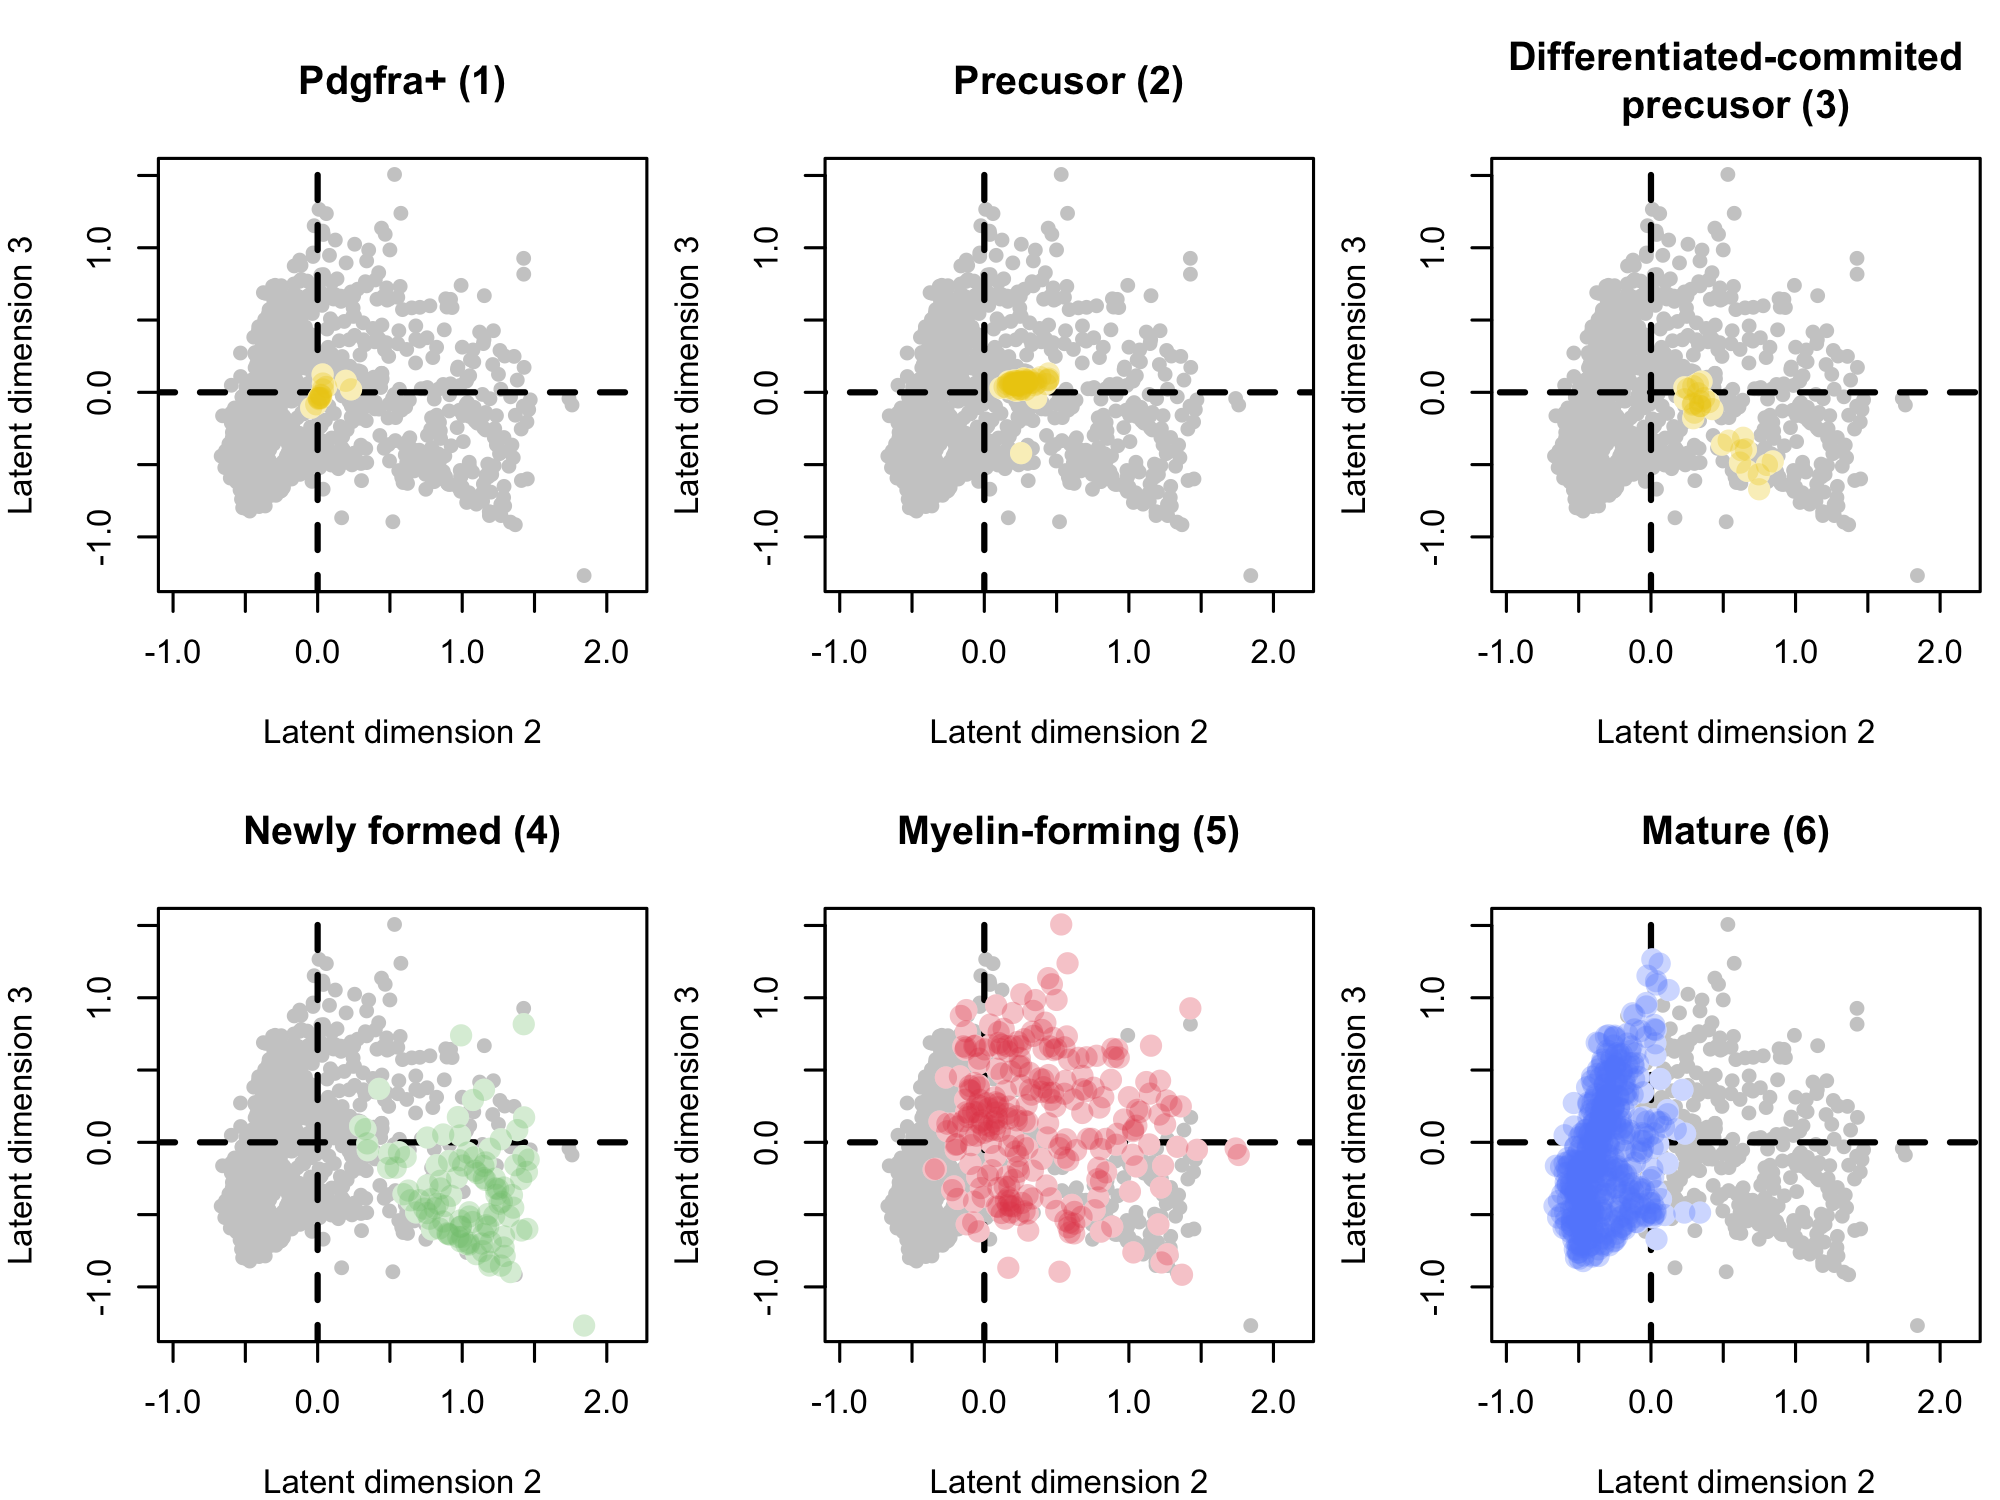 Pdgfra+ (1)
Precusor (2)
Differentiated-commited
precusor (3)
Latent dimension 3
1.0
0.0
-1.0
-1.0 0.0 1.0 2.0
Latent dimension 2
Latent dimension 3
1.0
0.0
-1.0
-1.0 0.0 1.0 2.0
Latent dimension 2
Latent dimension 3
1.0
0.0
-1.0
-1.0 0.0 1.0 2.0
Latent dimension 2
Newly formed (4)
Myelin-forming (5)
Mature (6)
Latent dimension 3
1.0
0.0
-1.0
-1.0 0.0 1.0 2.0
Latent dimension 2
Latent dimension 3
1.0
0.0
-1.0
-1.0 0.0 1.0 2.0
Latent dimension 2
Latent dimension 3
1.0
0.0
-1.0
-1.0 0.0 1.0 2.0
Latent dimension 2